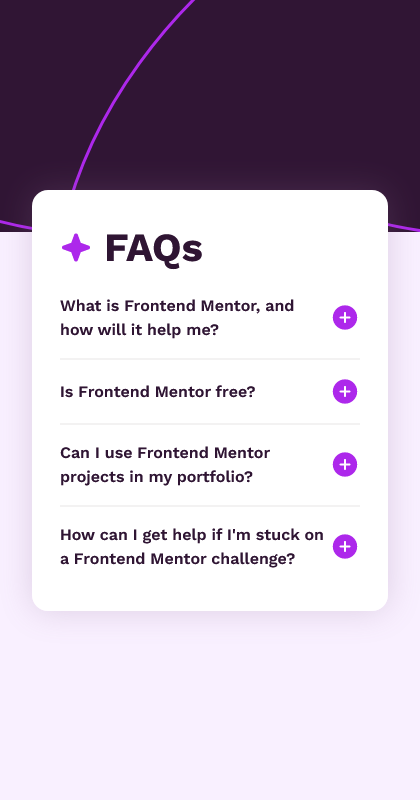 FAQs
What is Frontend Mentor, and
how will it help me?
Is Frontend Mentor free?
Can I use Frontend Mentor
projects in my portfolio?
How can I get help if I'm stuck on
a Frontend Mentor challenge?